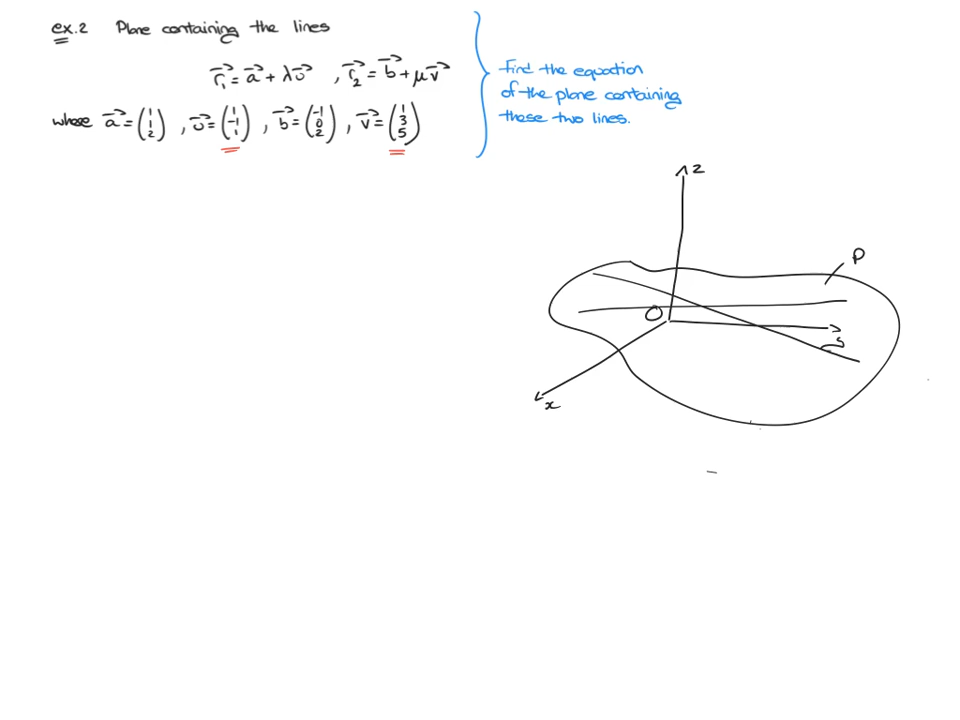 ex.2 Plane containing the lines
r₁⃗ = a⃗ + λu⃗ , r₂⃗ = b⃗ + μv⃗
whose a⃗ = (1 1 2) , u⃗ = (1 -1 1) , b⃗ = (-1 0 2) , v⃗ = (1 3 5)
Find the equation
of the plane containing
these two lines.
z
P
O
y
x